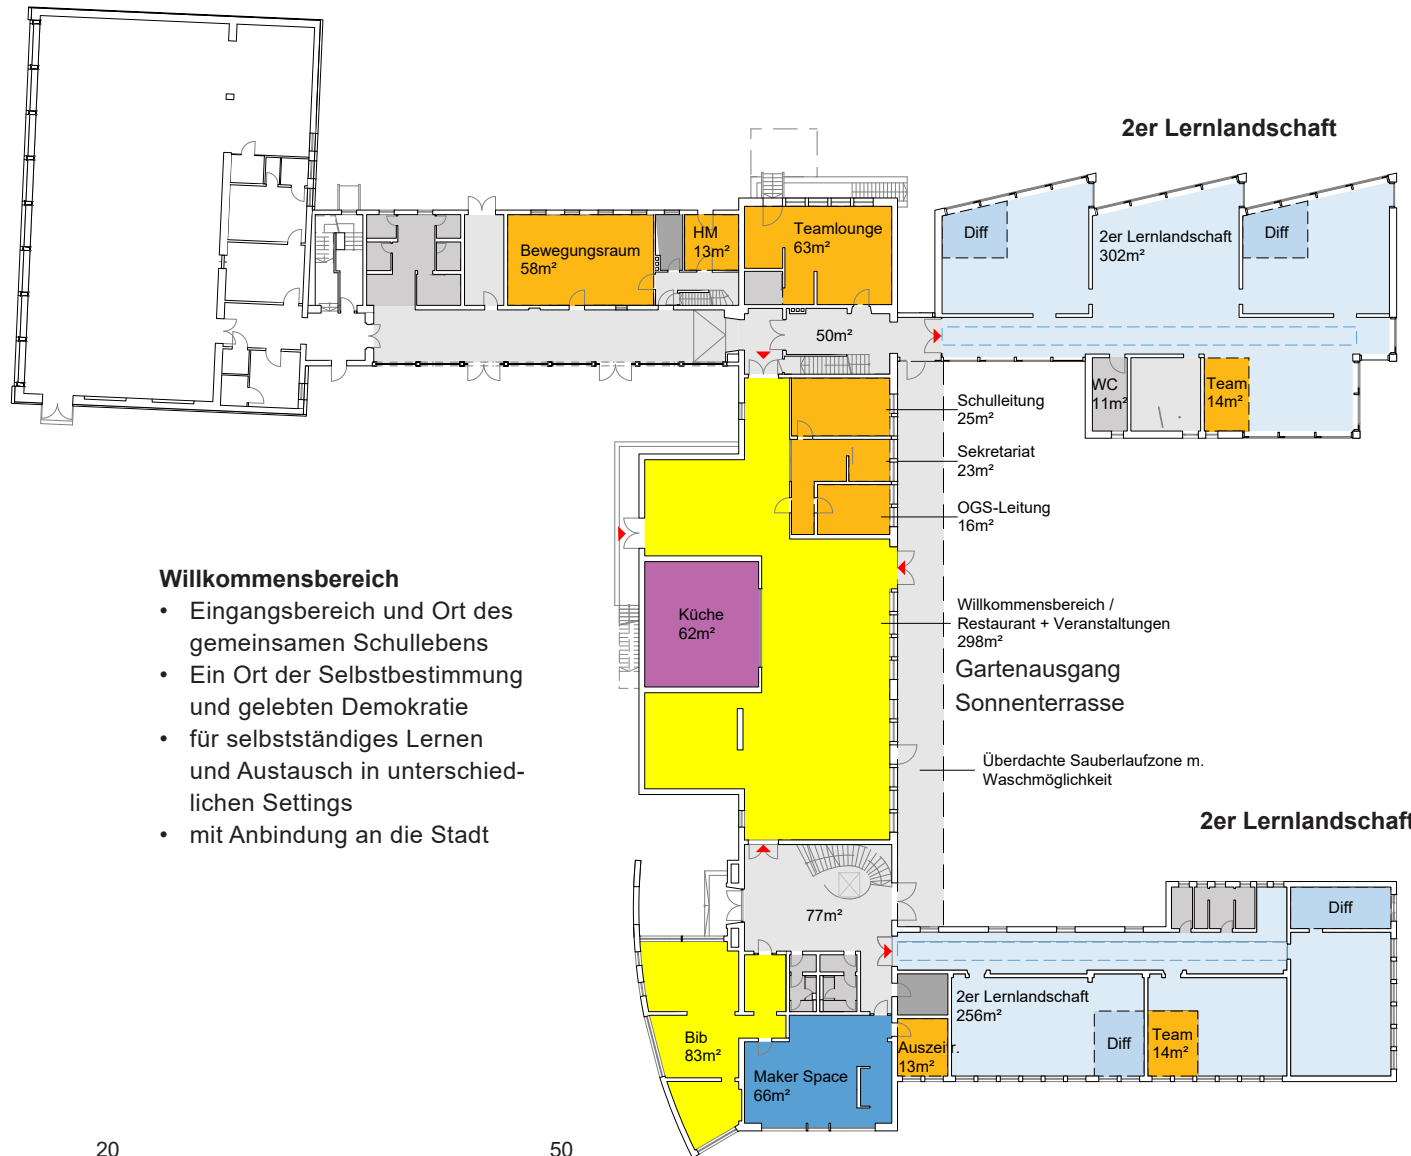 2er Lernlandschaft
Bewegungsraum
58m²
HM
13m²
Teamlounge
63m²
Diff
2er Lernlandschaft
302m²
Diff
50m²
WC
11m²
Team
14m²
Schulleitung
25m²
Sekretariat
23m²
OGS-Leitung
16m²
Willkommensbereich
• Eingangsbereich und Ort des
gemeinsamen Schullebens
• Ein Ort der Selbstbestimmung
und gelebten Demokratie
• für selbstständiges Lernen
und Austausch in unterschied-
lichen Settings
• mit Anbindung an die Stadt
Küche
62m²
Willkommensbereich /
Restaurant + Veranstaltungen
298m²
Gartenausgang
Sonnenterrasse
Überdachte Sauberlaufzone m.
Waschmöglichkeit
2er Lernlandschaft
77m²
Diff
2er Lernlandschaft
256m²
Diff
Team
14m²
Auszeitr.
13m²
Bib
83m²
Maker Space
66m²
20
50